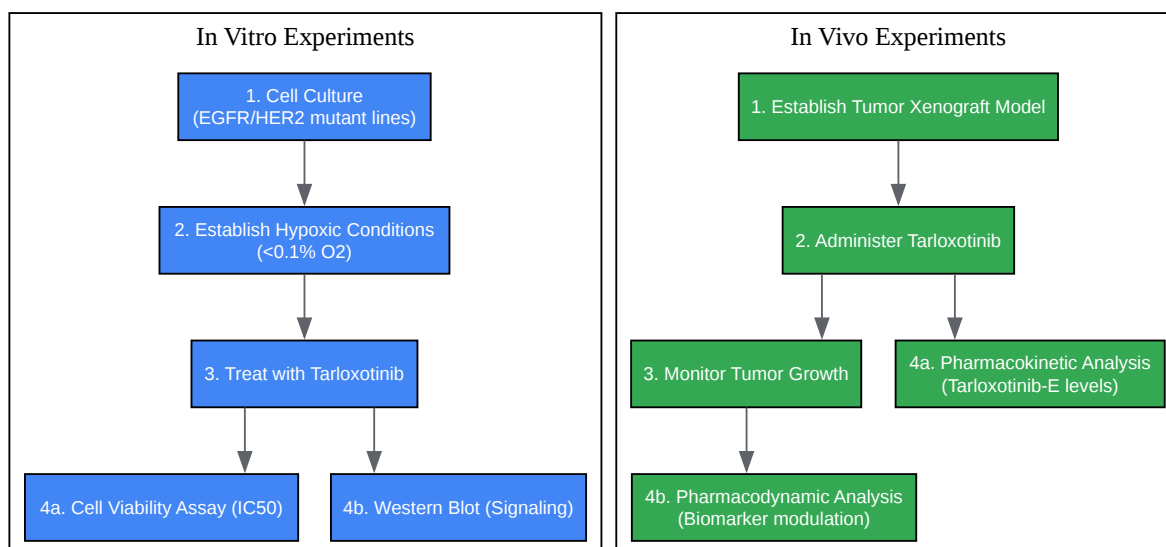 In Vitro Experiments
1. Cell Culture
(EGFR/HER2 mutant lines)
2. Establish Hypoxic Conditions
(<0.1% O2)
3. Treat with Tarloxotinib
4a. Cell Viability Assay (IC50)
4b. Western Blot (Signaling)
In Vivo Experiments
1. Establish Tumor Xenograft Model
2. Administer Tarloxotinib
3. Monitor Tumor Growth
4a. Pharmacokinetic Analysis
(Tarloxotinib-E levels)
4b. Pharmacodynamic Analysis
(Biomarker modulation)